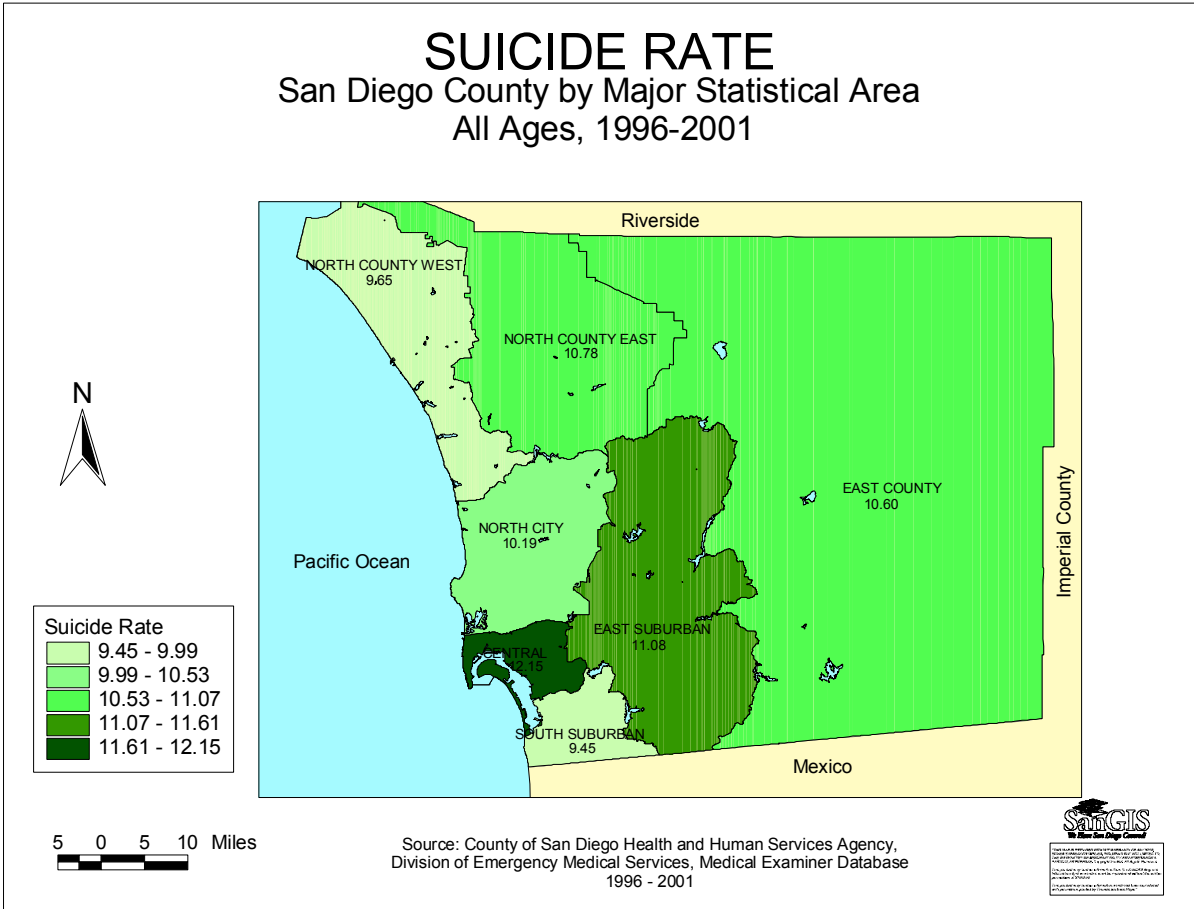 SUICIDE RATE
San Diego County by Major Statistical Area
All Ages, 1996-2001
Riverside
NORTH COUNTY WEST
9.65
NORTH COUNTY EAST
10.78
N
EAST COUNTY
10.60
NORTH CITY
10.19
Pacific Ocean
Imperial County
EAST SUBURBAN
11.08
CENTRAL
12.15
SOUTH SUBURBAN
9.45
Mexico
Suicide Rate
9.45 - 9.99
9.99 - 10.53
10.53 - 11.07
11.07 - 11.61
11.61 - 12.15
5 0 5 10 Miles
Source: County of San Diego Health and Human Services Agency,
Division of Emergency Medical Services, Medical Examiner Database
1996 - 2001
SanGIS
We Have San Diego Covered!